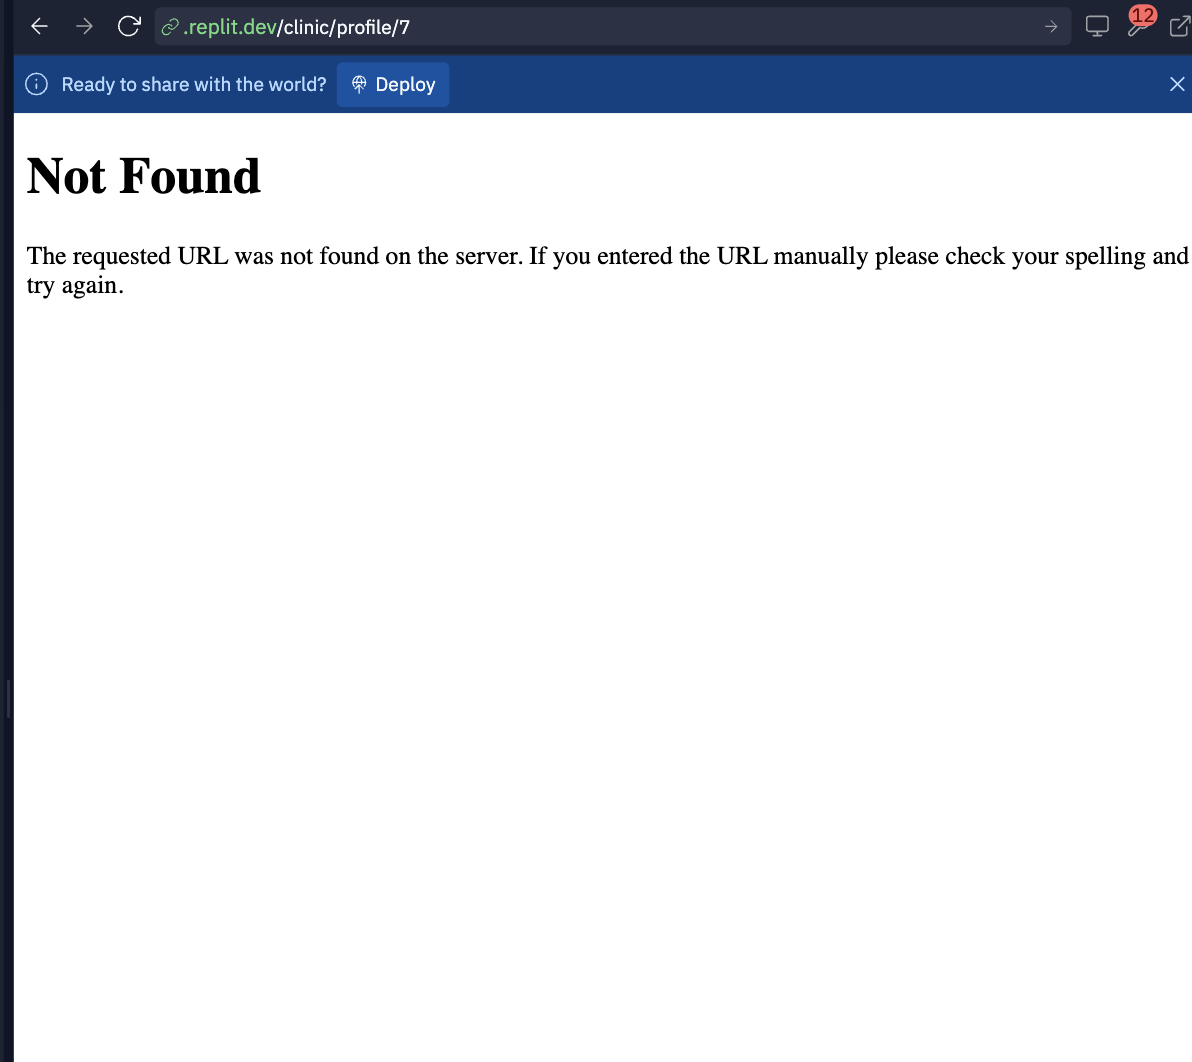 .replit.dev/clinic/profile/7
12
Ready to share with the world?
Deploy
Not Found
The requested URL was not found on the server. If you entered the URL manually please check your spelling and
try again.